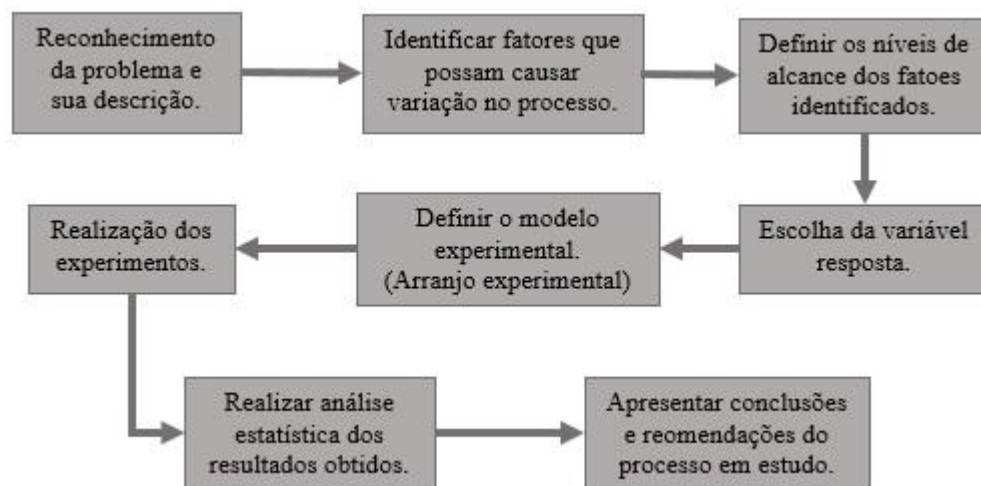 Reconhecimento
da problema e
sua descrição.
Identificar fatores que
possam causar
variação no processo.
Definir os níveis de
alcance dos fatoes
identificados.
Escolha da variável
resposta.
Definir o modelo
experimental.
(Arranjo experimental)
Realização dos
experimentos.
Realizar análise
estatística dos
resultados obtidos.
Apresentar conclusões
e reomendações do
processo em estudo.